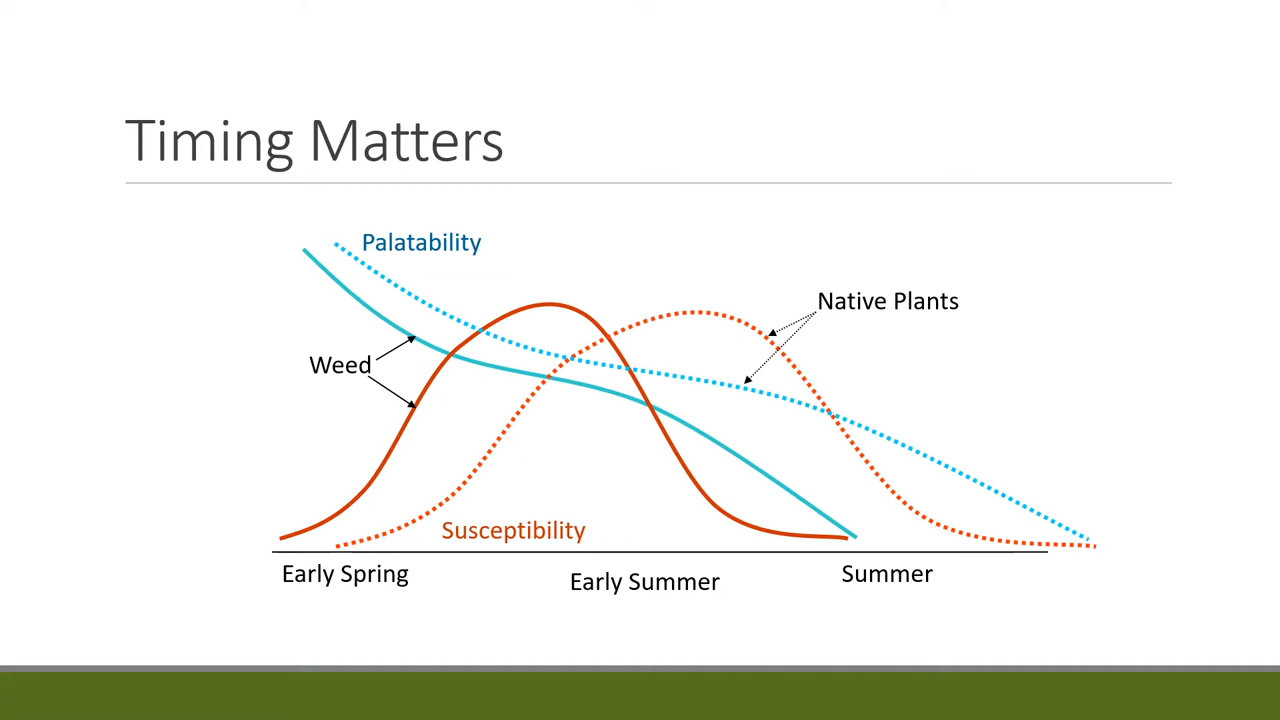 Timing Matters
Palatability
Native Plants
Weed
Susceptibility
Early Spring
Early Summer
Summer